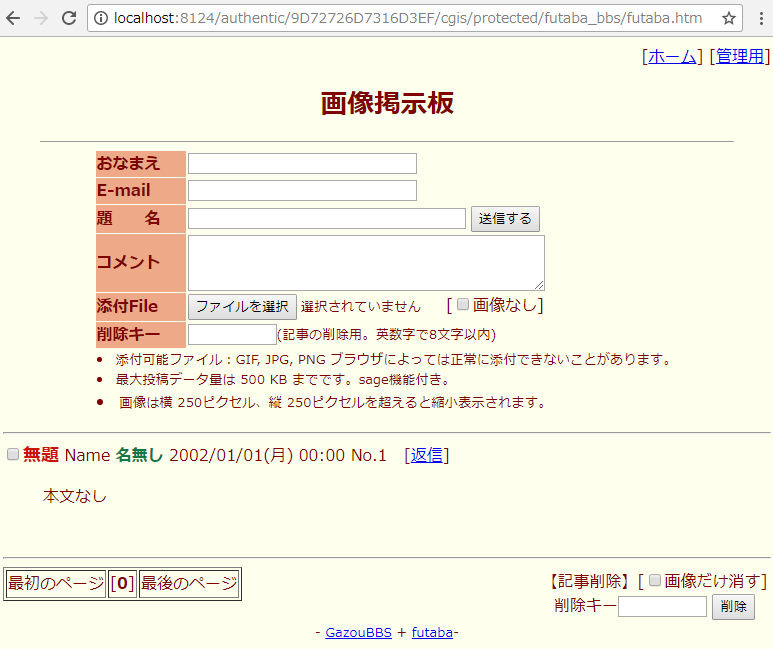 localhost:8124/authentic/9D72726D7316D3EF/cgis/protected/futaba_bbs/futaba.htm
[ホーム] [管理用]
画像掲示板
おなまえ
E-mail
題　　名 送信する
コメント
添付File ファイルを選択 選択されていません [画像なし]
削除キー (記事の削除用。英数字で8文字以内)
• 添付可能ファイル：GIF, JPG, PNG ブラウザによっては正常に添付できないことがあります。
• 最大投稿データ量は 500 KB までです。sage機能付き。
• 画像は横 250ピクセル、縦 250ピクセルを超えると縮小表示されます。
無題 Name 名無し 2002/01/01(月) 00:00 No.1 [返信]
本文なし
最初のページ [0] 最後のページ
【記事削除】[画像だけ消す]
削除キー 削除
- GazouBBS + futaba-